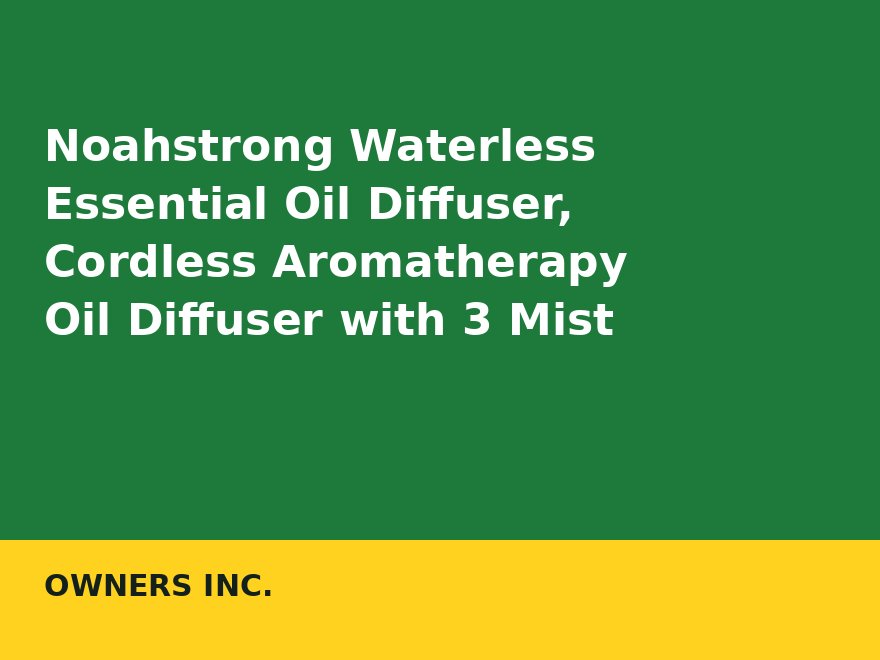 Noahstrong Waterless
Essential Oil Diffuser,
Cordless Aromatherapy
Oil Diffuser with 3 Mist
OWNERS INC.